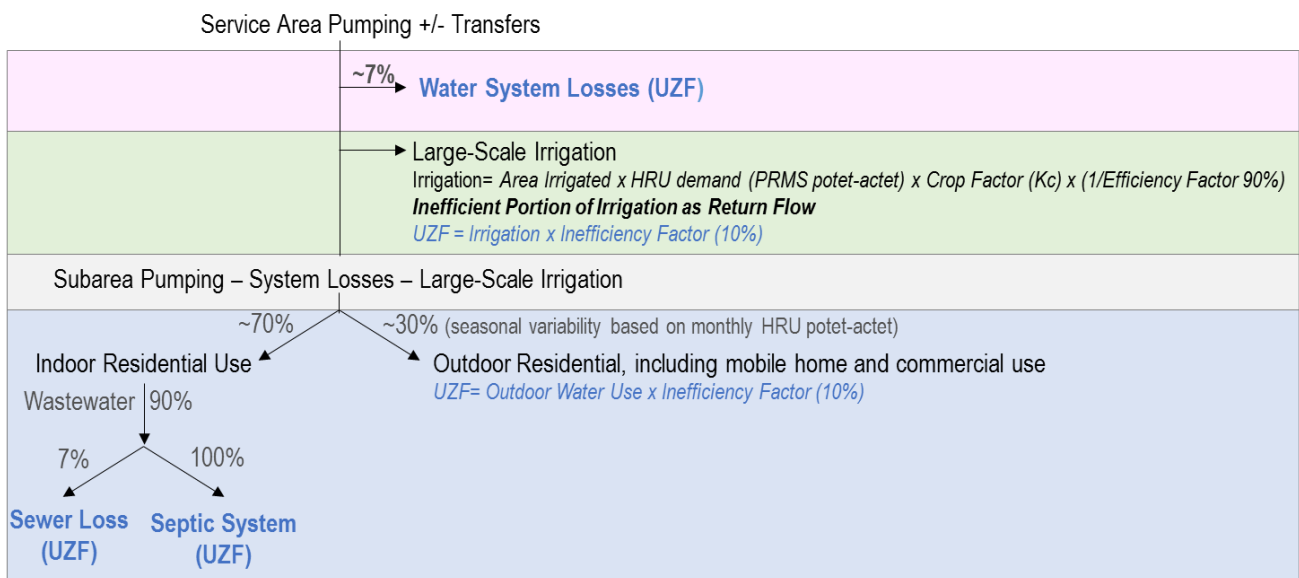 Service Area Pumping +/- Transfers
~7%
Water System Losses (UZF)
Large-Scale Irrigation
Irrigation= Area Irrigated x HRU demand (PRMS potet-actet) x Crop Factor (Kc) x (1/Efficiency Factor 90%)
Inefficient Portion of Irrigation as Return Flow
UZF = Irrigation x Inefficiency Factor (10%)
Subarea Pumping – System Losses – Large-Scale Irrigation
~70%
~30% (seasonal variability based on monthly HRU potet-actet)
Indoor Residential Use
Outdoor Residential, including mobile home and commercial use
UZF= Outdoor Water Use x Inefficiency Factor (10%)
Wastewater 90%
7%
100%
Sewer Loss
(UZF)
Septic System
(UZF)